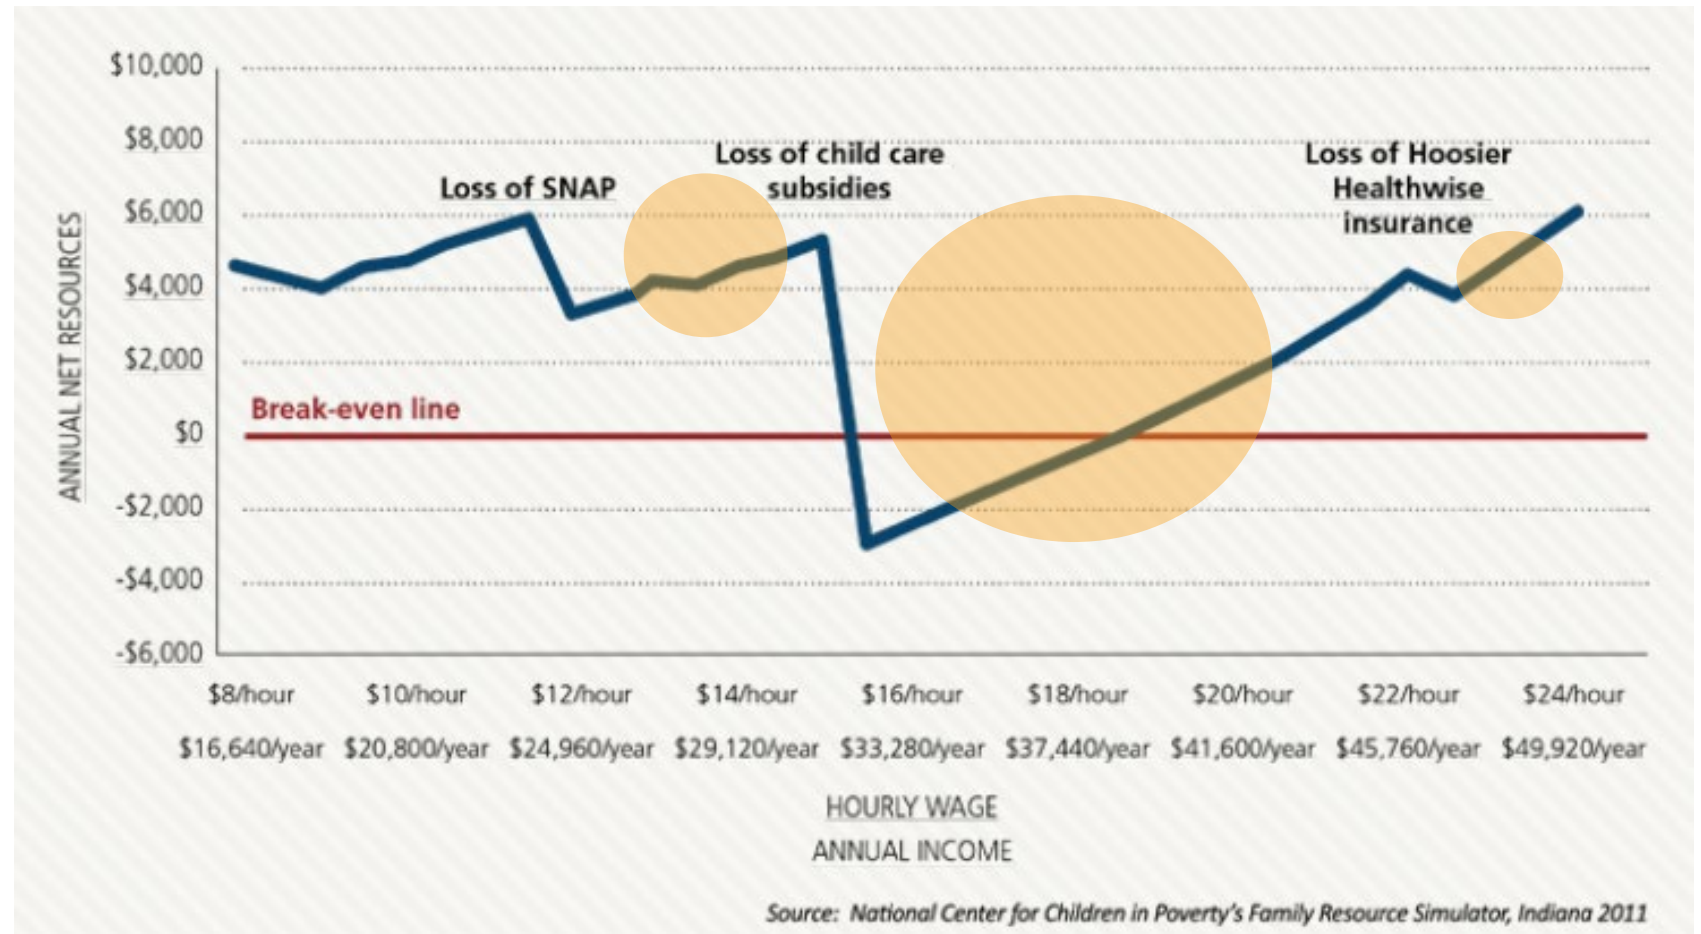 $10,000
$8,000
$6,000
$4,000
$2,000
$0
-$2,000
-$4,000
-$6,000
ANNUAL NET RESOURCES
Loss of SNAP
Loss of child care
subsidies
Loss of Hoosier
Healthwise
insurance
Break-even line
$8/hour $10/hour $12/hour $14/hour $16/hour $18/hour $20/hour $22/hour $24/hour
$16,640/year $20,800/year $24,960/year $29,120/year $33,280/year $37,440/year $41,600/year $45,760/year $49,920/year
HOURLY WAGE
ANNUAL INCOME
Source: National Center for Children in Poverty's Family Resource Simulator, Indiana 2011